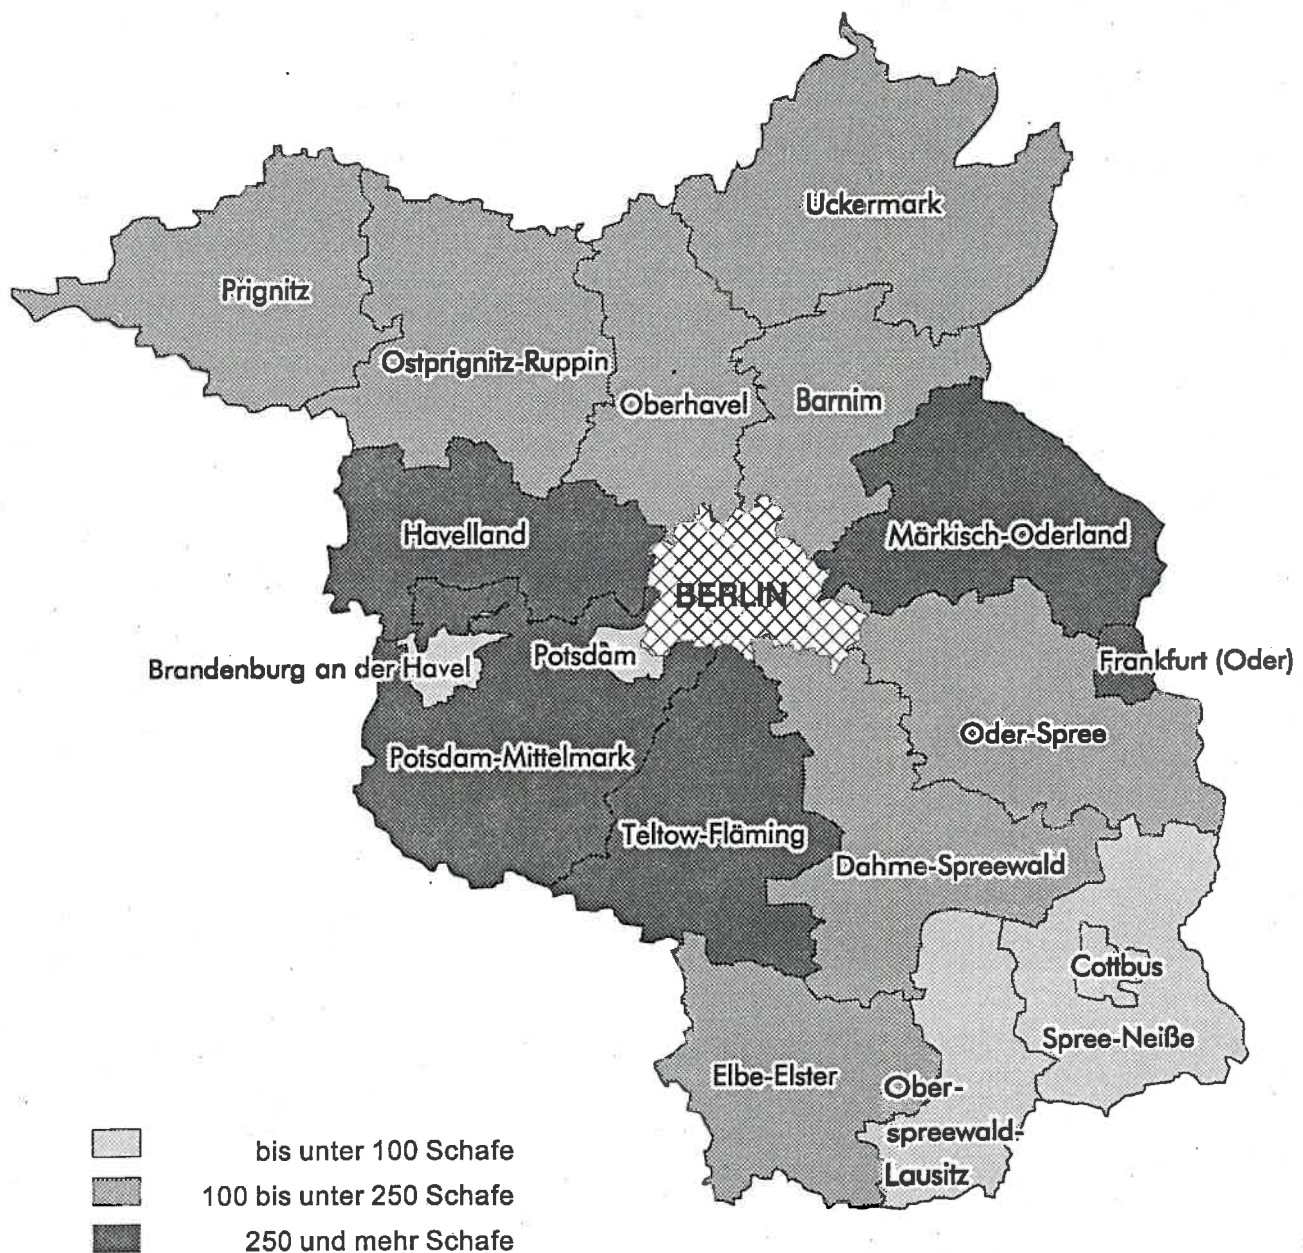 Uckermark
Prignitz
Ostprignitz-Ruppin
Oberhavel
Barnim
Havelland
Märkisch-Oderland
BERLIN
Brandenburg an der Havel
Potsdam
Frankfurt (Oder)
Oder-Spree
Potsdam-Mittelmark
Teltow-Fläming
Dahme-Spreewald
Cottbus
Spree-Neiße
Elbe-Elster
Ober-
spreewald-
Lausitz
bis unter 100 Schafe
100 bis unter 250 Schafe
250 und mehr Schafe